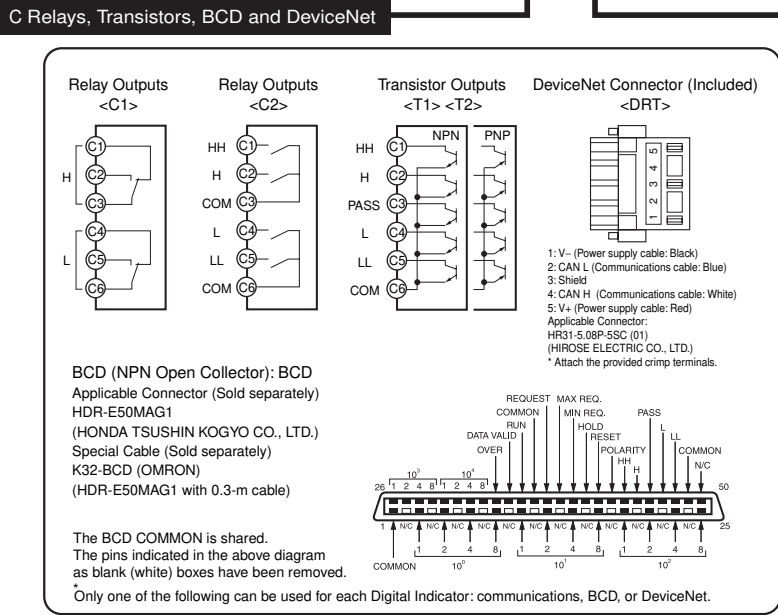 C Relays, Transistors, BCD and DeviceNet
Relay Outputs
<C1>
H
L
C1
C2
C3
C4
C5
C6
Relay Outputs
<C2>
HH
H
COM
L
LL
COM
C1
C2
C3
C4
C5
C6
Transistor Outputs
<T1> <T2>
NPN
PNP
HH
H
PASS
L
LL
COM
C1
C2
C3
C4
C5
C6
DeviceNet Connector (Included)
<DRT>
1 2 3 4 5
1: V– (Power supply cable: Black)
2: CAN L (Communications cable: Blue)
3: Shield
4: CAN H (Communications cable: White)
5: V+ (Power supply cable: Red)
Applicable Connector:
HR31-5.08P-5SC (01)
(HIROSE ELECTRIC CO., LTD.)
* Attach the provided crimp terminals.
BCD (NPN Open Collector): BCD
Applicable Connector (Sold separately)
HDR-E50MAG1
(HONDA TSUSHIN KOGYO CO., LTD.)
Special Cable (Sold separately)
K32-BCD (OMRON)
(HDR-E50MAG1 with 0.3-m cable)
The BCD COMMON is shared.
The pins indicated in the above diagram
as blank (white) boxes have been removed.
REQUEST MAX REQ.
COMMON MIN REQ. PASS
RUN HOLD L
DATA VALID RESET LL
OVER POLARITY COMMON
HH N/C
H
10³ 10⁴
26 1 2 4 8 1 2 4 8 50
1 N/C N/C N/C N/C N/C N/C N/C N/C N/C N/C N/C N/C 25
1 2 4 8 1 2 4 8 1 2 4 8
COMMON 10⁰ 10¹ 10²
*Only one of the following can be used for each Digital Indicator: communications, BCD, or DeviceNet.